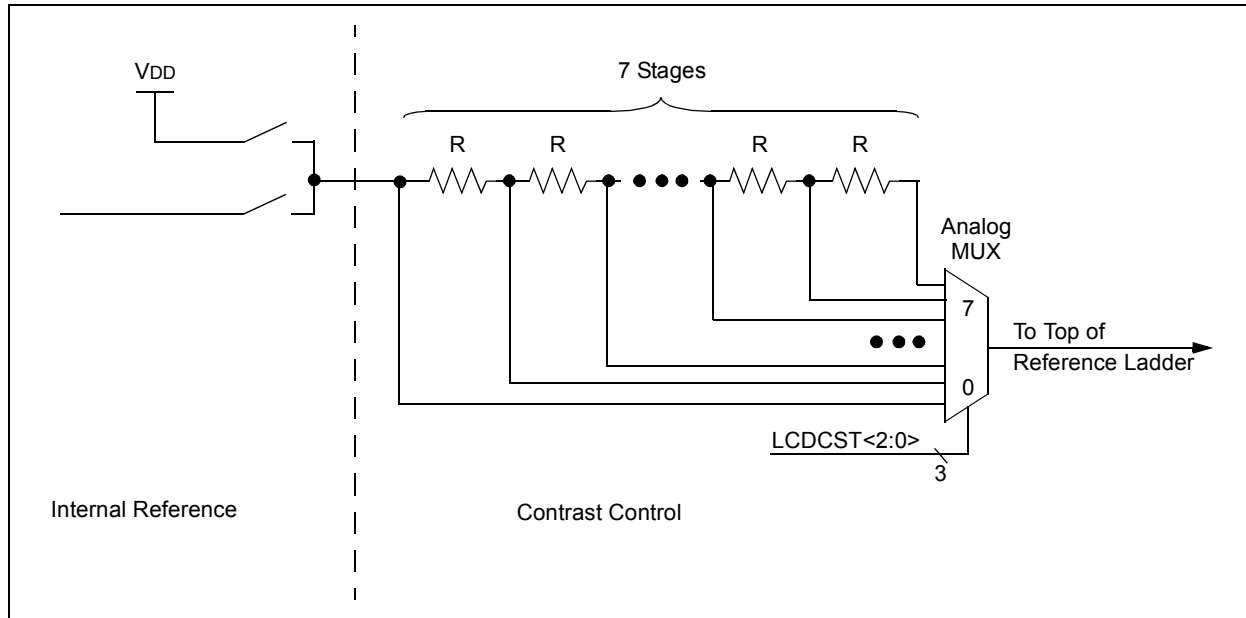 VDD
7 Stages
R
R
R
R
Analog
MUX
7
To Top of
Reference Ladder
0
LCDCST<2:0>
3
Internal Reference
Contrast Control